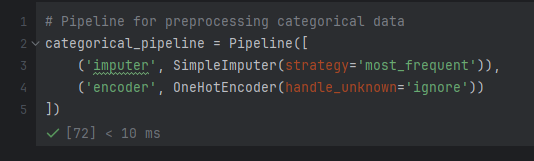 1 # Pipeline for preprocessing categorical data
2 categorical_pipeline = Pipeline([
3     ('imputer', SimpleImputer(strategy='most_frequent')),
4     ('encoder', OneHotEncoder(handle_unknown='ignore'))
5 ])
[72] < 10 ms